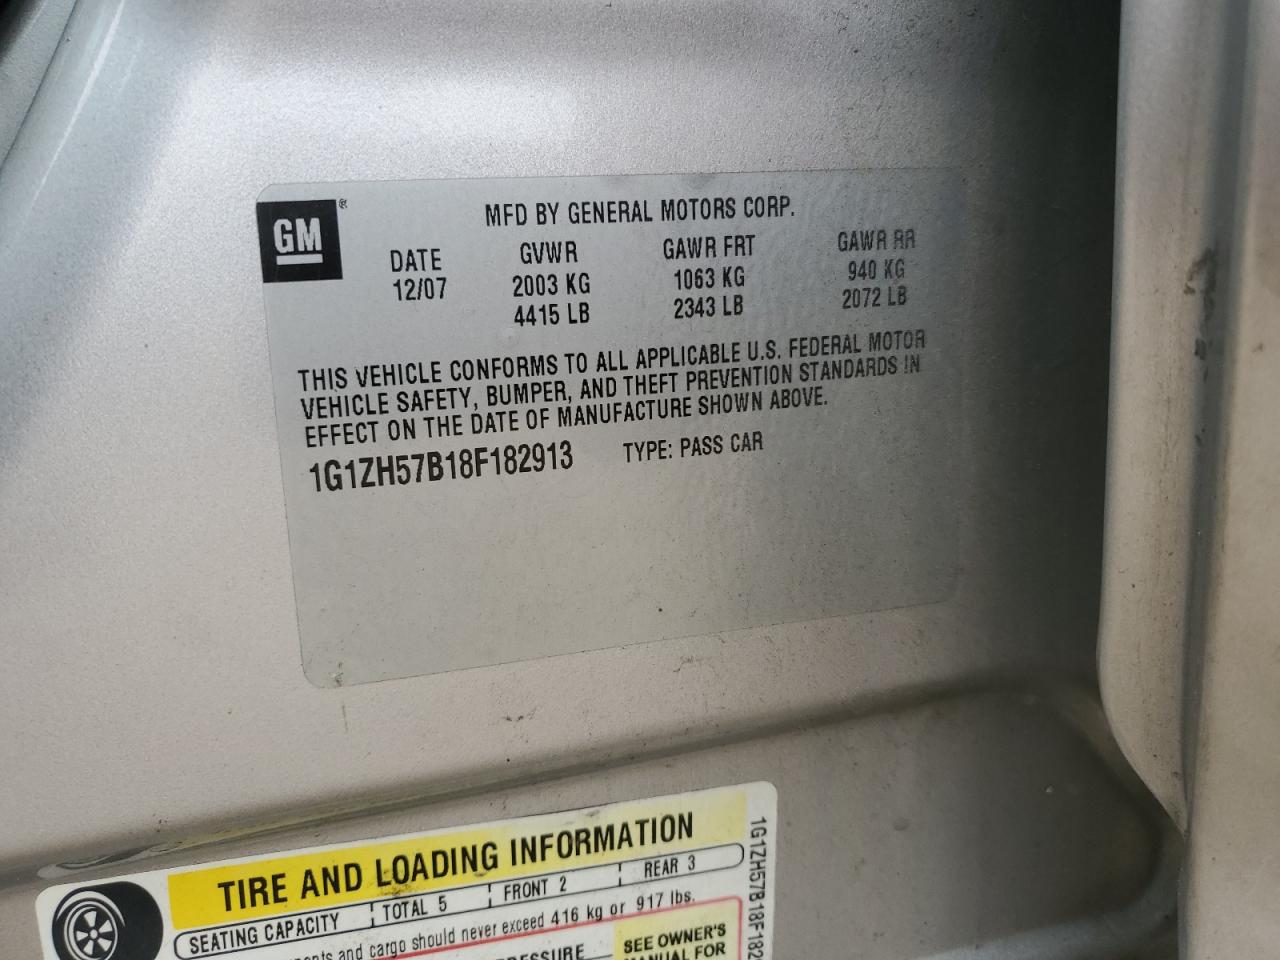 GM ®
MFD BY GENERAL MOTORS CORP.
DATE GVWR GAWR FRT GAWR RR
12/07 2003 KG 1063 KG 940 KG
4415 LB 2343 LB 2072 LB
THIS VEHICLE CONFORMS TO ALL APPLICABLE U.S. FEDERAL MOTOR
VEHICLE SAFETY, BUMPER, AND THEFT PREVENTION STANDARDS IN
EFFECT ON THE DATE OF MANUFACTURE SHOWN ABOVE.
1G1ZH57B18F182913 TYPE: PASS CAR
TIRE AND LOADING INFORMATION
SEATING CAPACITY TOTAL 5 FRONT 2 REAR 3
and cargo should never exceed 416 kg or 917 lbs.
SEE OWNER'S
MANUAL FOR
1G1ZH57B18F182